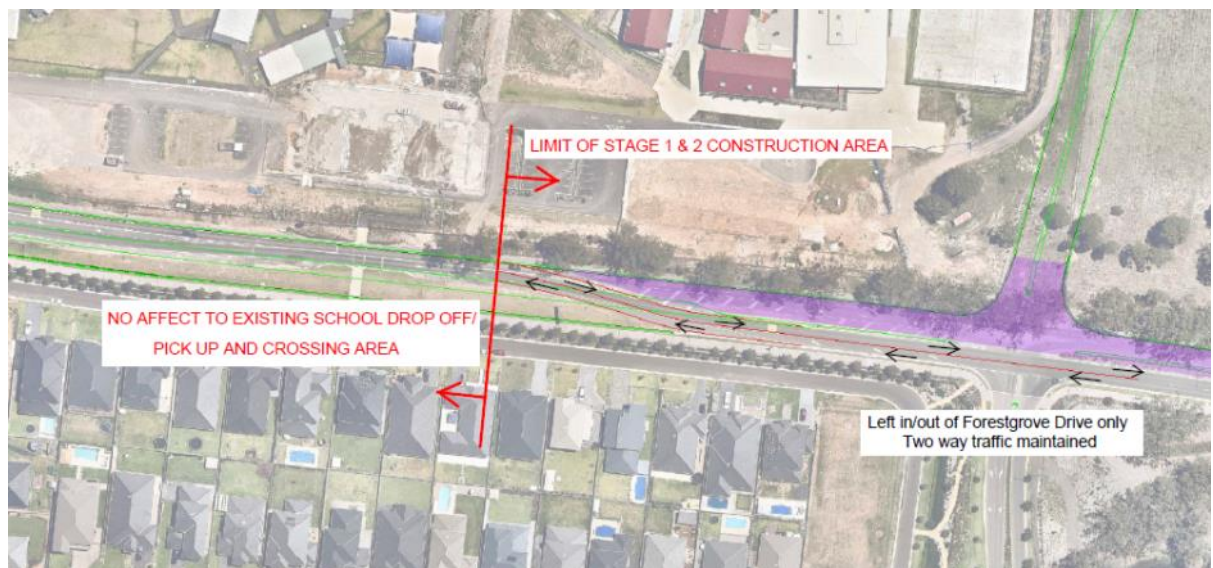 LIMIT OF STAGE 1 & 2 CONSTRUCTION AREA
NO AFFECT TO EXISTING SCHOOL DROP OFF/
PICK UP AND CROSSING AREA
Left in/out of Forestgrove Drive only
Two way traffic maintained